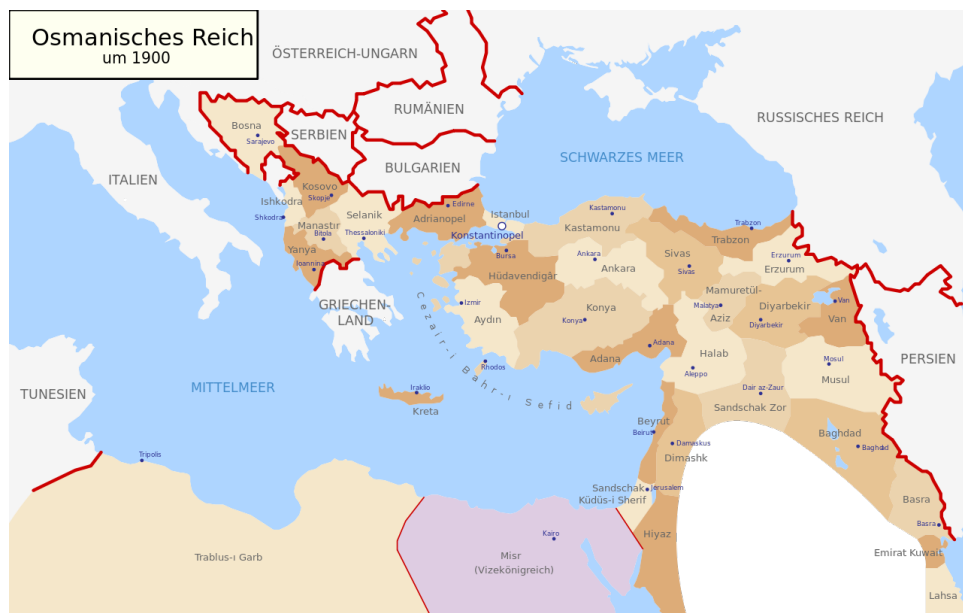 Osmanisches Reich
um 1900
ÖSTERREICH-UNGARN
RUMÄNIEN
RUSSISCHES REICH
Bosna
Sarajevo
SERBIEN
SCHWARZES MEER
BULGARIEN
ITALIEN
Kosovo
Skopje
Ishkodra
Shkodra
Selanik
Manastır
Bitola
Thessaloniki
Yanya
Ioannina
Edirne
Adrianopel
Istanbul
Konstantinopel
Bursa
Hüdavendigâr
Kastamonu
Kastamonu
Ankara
Ankara
Sivas
Sivas
Trabzon
Trabzon
Erzurum
Erzurum
Mamuretül-
Aziz
Malatya
Diyarbekir
Diyarbekir
Van
Van
GRIECHEN-
LAND
Cezair-i Bahr-ı Sefid
Izmir
Aydın
Konya
Konya
Adana
Adana
Rhodos
Halab
Aleppo
Mosul
Musul
PERSIEN
TUNESIEN
MITTELMEER
Iraklio
Kreta
Dair az-Zaur
Sandschak Zor
Beyrut
Beirut
Damaskus
Dimashk
Baghdad
Baghdad
Tripolis
Sandschak
Küdüs-i Sherif
Jerusalem
Basra
Basra
Hiyaz
Kairo
Misr
(Vizekönigreich)
Trablus-ı Garb
Emirat Kuwait
Lahsa